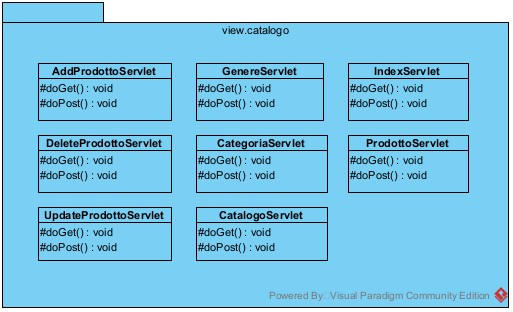 view.catalogo
AddProdottoServlet
#doGet() : void
#doPost() : void
GenereServlet
#doGet() : void
#doPost() : void
IndexServlet
#doGet() : void
#doPost() : void
DeleteProdottoServlet
#doGet() : void
#doPost() : void
CategoriaServlet
#doGet() : void
#doPost() : void
ProdottoServlet
#doGet() : void
#doPost() : void
UpdateProdottoServlet
#doGet() : void
#doPost() : void
CatalogoServlet
#doGet() : void
#doPost() : void
Powered By Visual Paradigm Community Edition